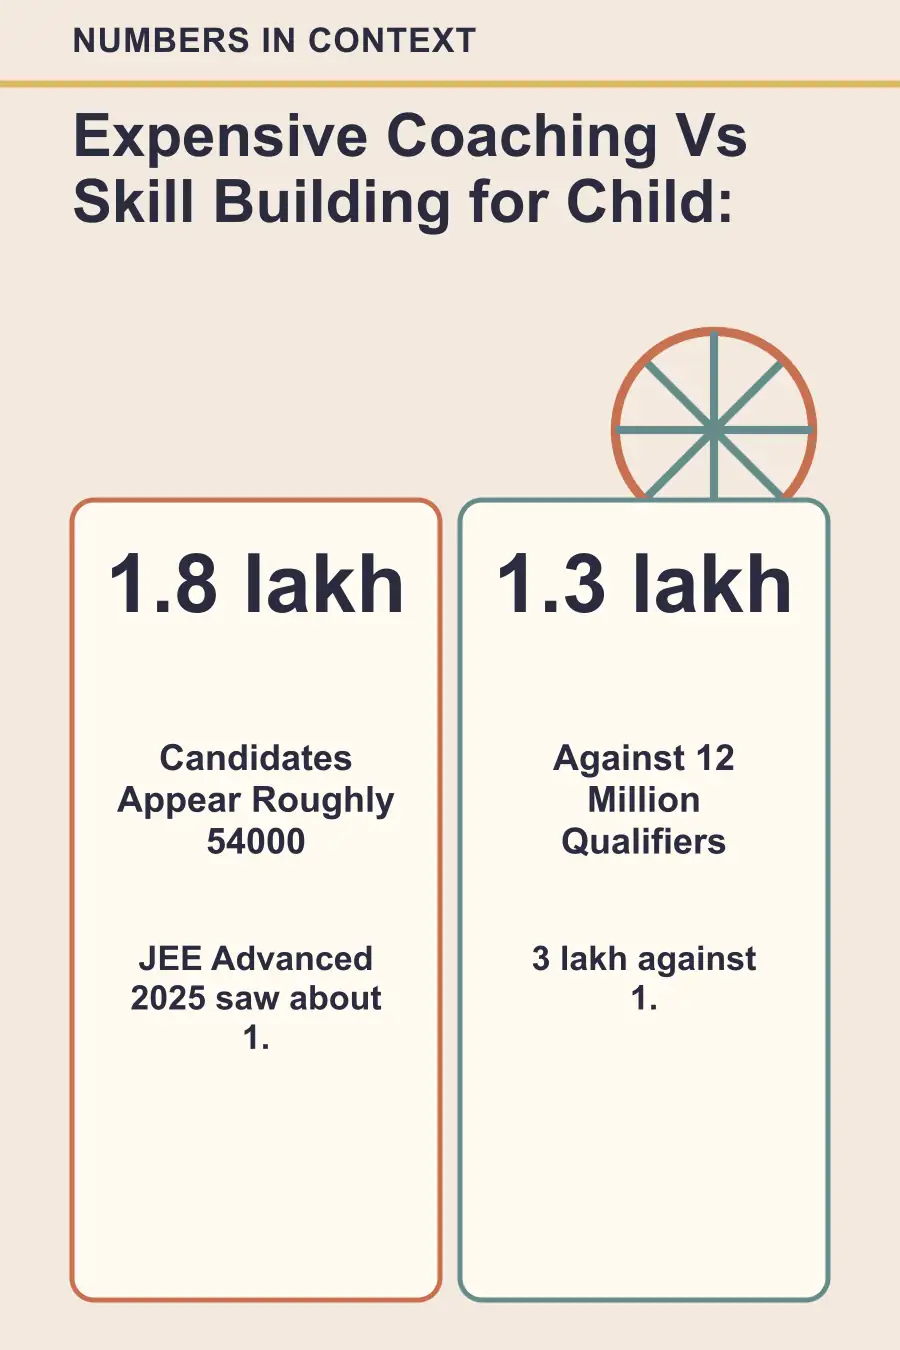 NUMBERS IN CONTEXT
Expensive Coaching Vs
Skill Building for Child:
1.8 lakh
Candidates
Appear Roughly
54000
JEE Advanced
2025 saw about
1.
1.3 lakh
Against 12
Million
Qualifiers
3 lakh against
1.